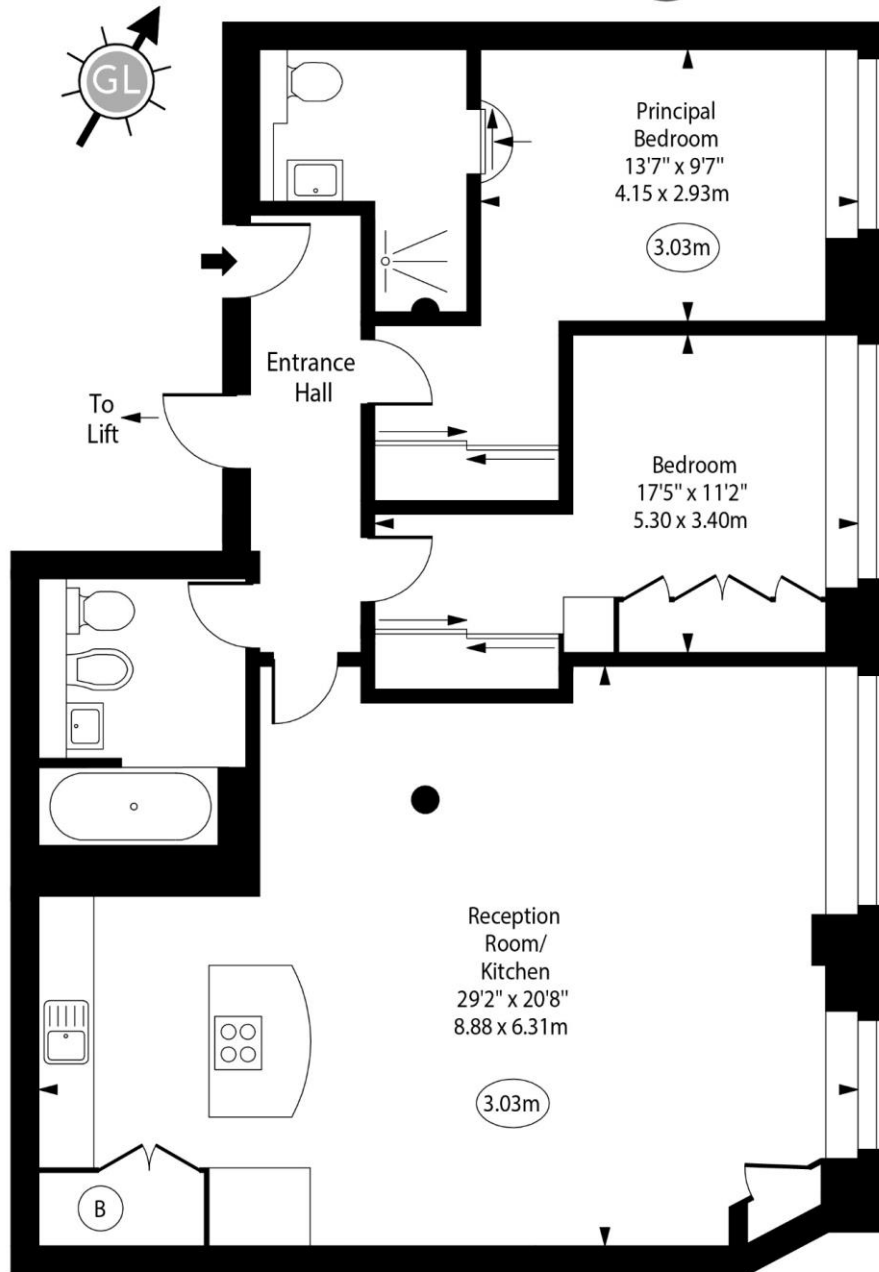 GL
Principal
Bedroom
13'7" x 9'7"
4.15 x 2.93m
3.03m
Entrance
Hall
To
Lift
Bedroom
17'5" x 11'2"
5.30 x 3.40m
Reception
Room/
Kitchen
29'2" x 20'8"
8.88 x 6.31m
3.03m
B